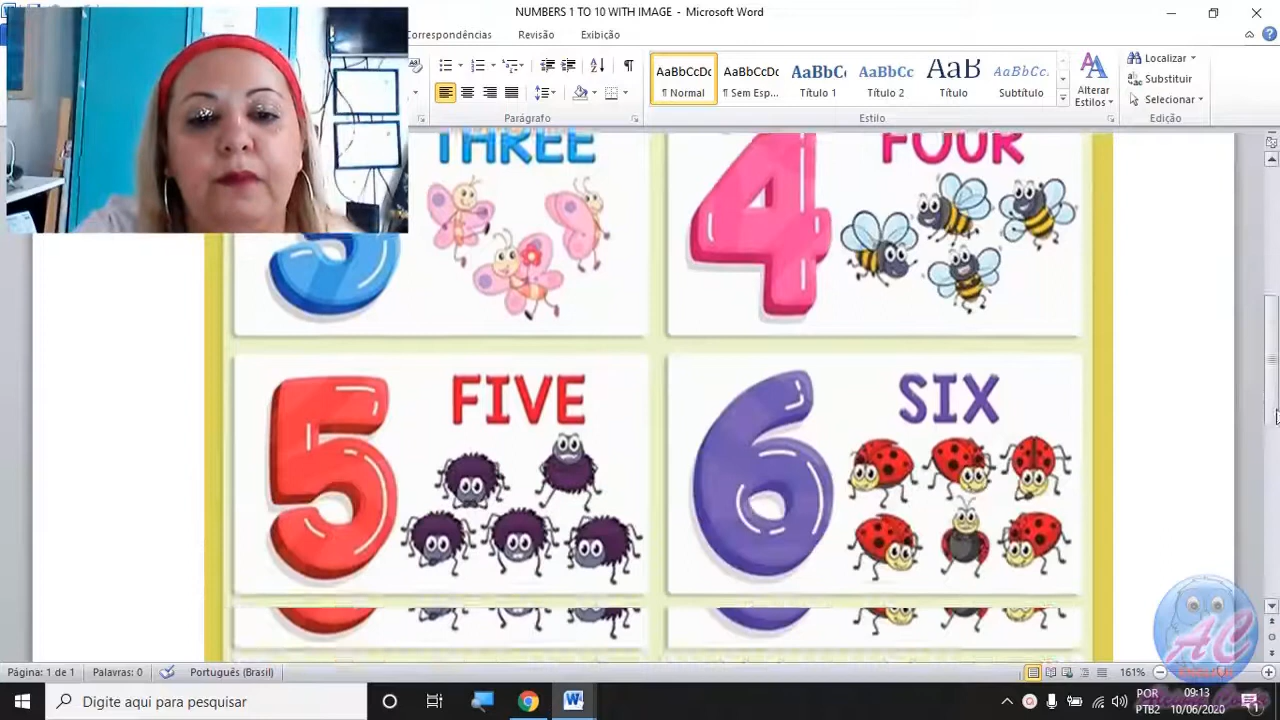 NUMBERS 1 TO 10 WITH IMAGE - Microsoft Word
Correspondências Revisão Exibição
AaBbCcDc AaBbCcDc AaBbC AaBbCc AaB AaBbCc.
¶ Normal ¶ Sem Esp... Título 1 Título 2 Título Subtítulo
Alterar
Estilos
Localizar
Substituir
Selecionar
Parágrafo Estilo Edição
THREE
4 FOUR
5 FIVE
6 SIX
AC
Página: 1 de 1 Palavras: 0 Português (Brasil) 161%
Digite aqui para pesquisar
POR
PTB2
09:13
10/06/2020